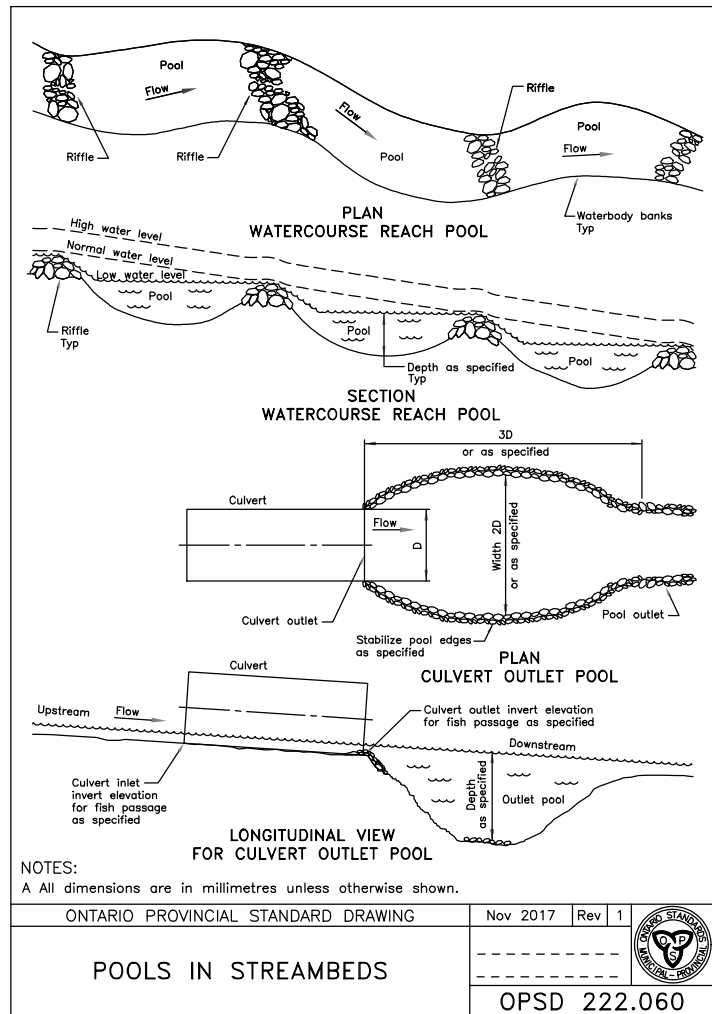 Pool
Flow
Riffle
Riffle
Flow
Pool
Riffle
Pool
Flow
Waterbody banks
Typ
PLAN
WATERCOURSE REACH POOL
High water level
Normal water level
Low water level
Pool
Riffle
Typ
Pool
Depth as specified
Typ
Pool
SECTION
WATERCOURSE REACH POOL
3D
or as specified
Culvert
Flow
D
Width 2D
or as specified
Culvert outlet
Stabilize pool edges
as specified
Pool outlet
PLAN
CULVERT OUTLET POOL
Culvert
Upstream
Flow
Culvert outlet invert elevation
for fish passage as specified
Downstream
Culvert inlet
invert elevation
for fish passage
as specified
Depth
as specified
Outlet pool
LONGITUDINAL VIEW
FOR CULVERT OUTLET POOL
NOTES:
A All dimensions are in millimetres unless otherwise shown.
ONTARIO PROVINCIAL STANDARD DRAWING
Nov 2017
Rev
1
POOLS IN STREAMBEDS
ONTARIO STANDARDS
MUNICIPAL-PROVINCIAL
O P
S
OPSD 222.060